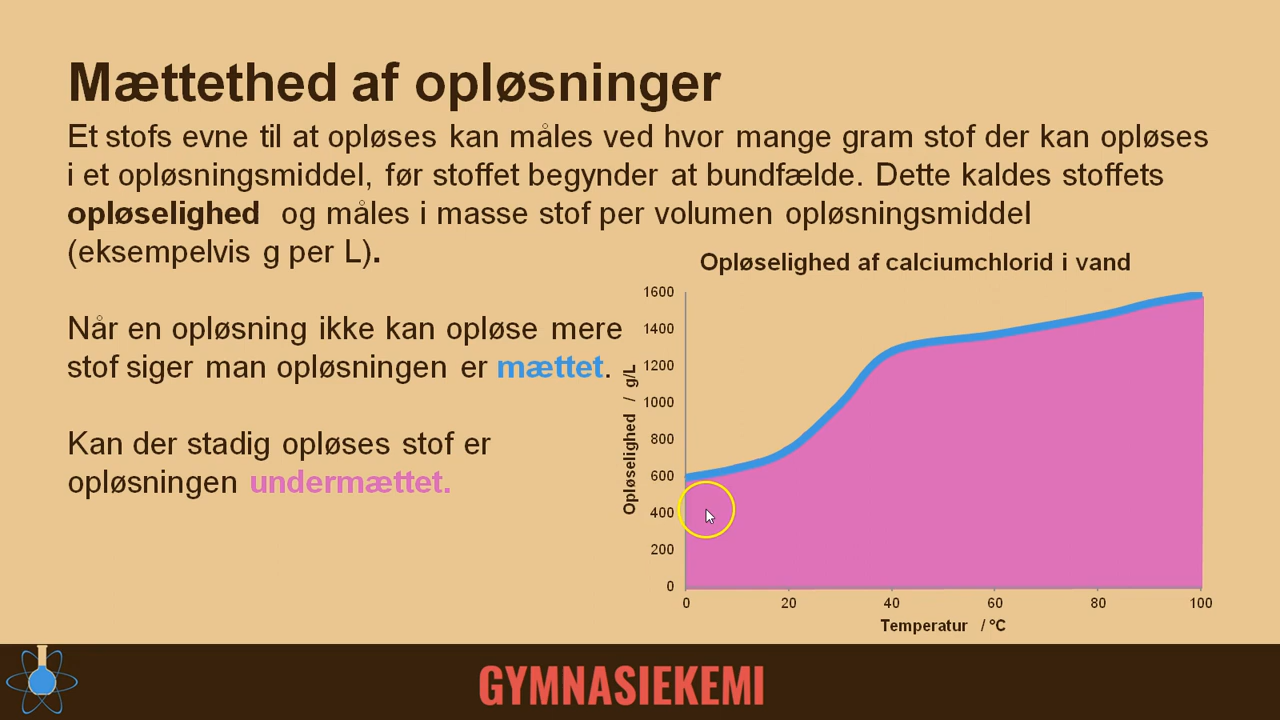 Mættethed af opløsninger
Et stofs evne til at opløses kan måles ved hvor mange gram stof der kan opløses
i et opløsningsmiddel, før stoffet begynder at bundfælde. Dette kaldes stoffets
opløselighed og måles i masse stof per volumen opløsningsmiddel
(eksempelvis g per L).
Når en opløsning ikke kan opløse mere
stof siger man opløsningen er mættet.
Kan der stadig opløses stof er
opløsningen undermættet.
Opløselighed af calciumchlorid i vand
Opløselighed / g/L
1600
1400
1200
1000
800
600
400
200
0
0 20 40 60 80 100
Temperatur / °C
GYMNASIEKEMI